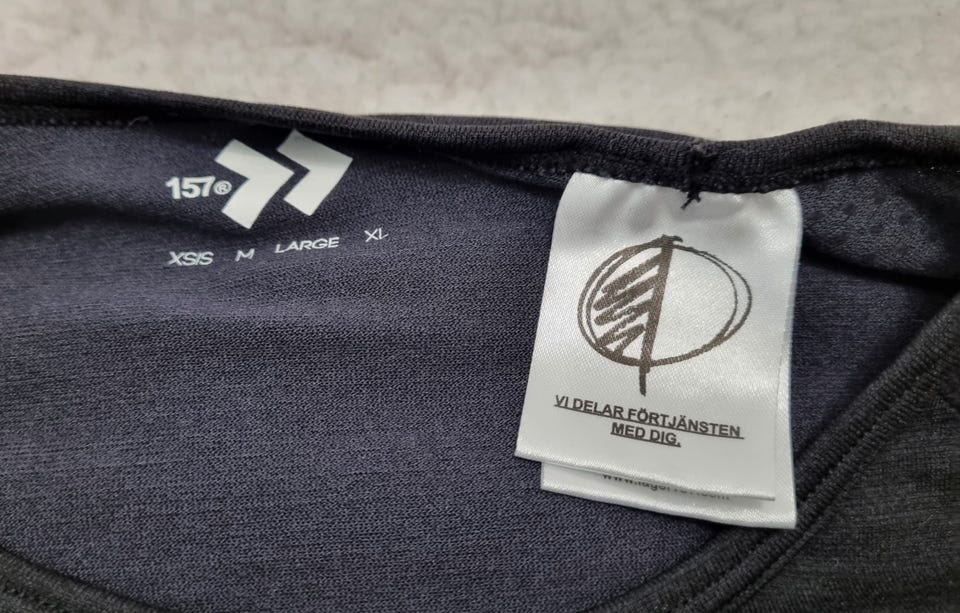 157®
XS|S M LARGE XL
VI DELAR FÖRTJÄNSTEN
MED DIG.